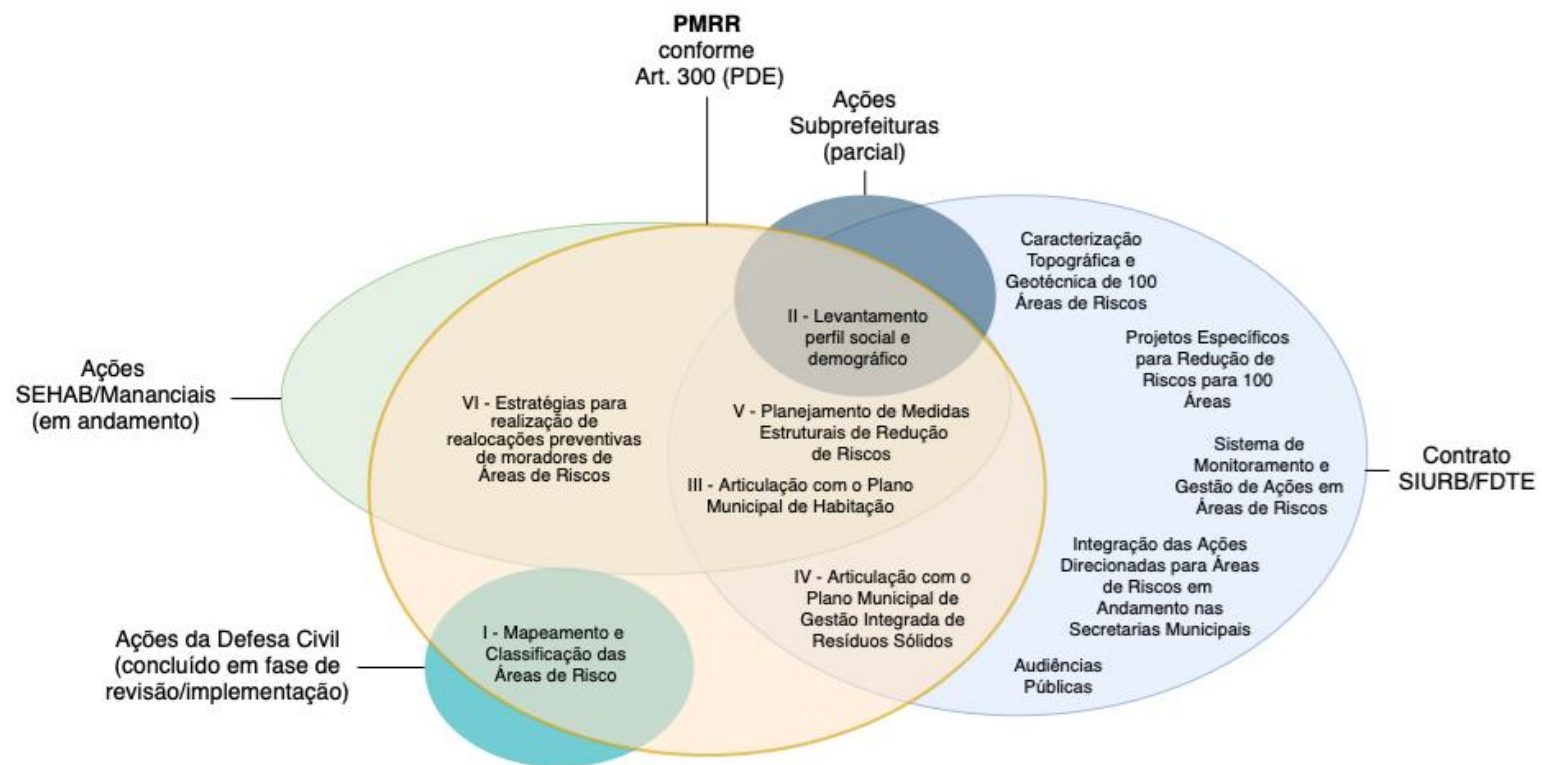 PMRR
conforme
Art. 300 (PDE)
Ações
Subprefeituras
(parcial)
Caracterização
Topográfica e
Geotécnica de 100
Áreas de Riscos
II - Levantamento
perfil social e
demográfico
Projetos Específicos
para Redução de
Riscos para 100
Áreas
Ações
SEHAB/Mananciais
(em andamento)
VI - Estratégias para
realização de
realocações preventivas
de moradores de
Áreas de Riscos
V - Planejamento de Medidas
Estruturais de Redução
de Riscos
III - Articulação com o Plano
Municipal de Habitação
Sistema de
Monitoramento e
Gestão de Ações em
Áreas de Riscos
Contrato
SIURB/FDTE
Integração das Ações
Direcionadas para Áreas
de Riscos em
Andamento nas
Secretarias Municipais
IV - Articulação com o
Plano Municipal de
Gestão Integrada de
Resíduos Sólidos
Ações da Defesa Civil
(concluído em fase de
revisão/implementação)
I - Mapeamento e
Classificação das
Áreas de Risco
Audiências
Públicas